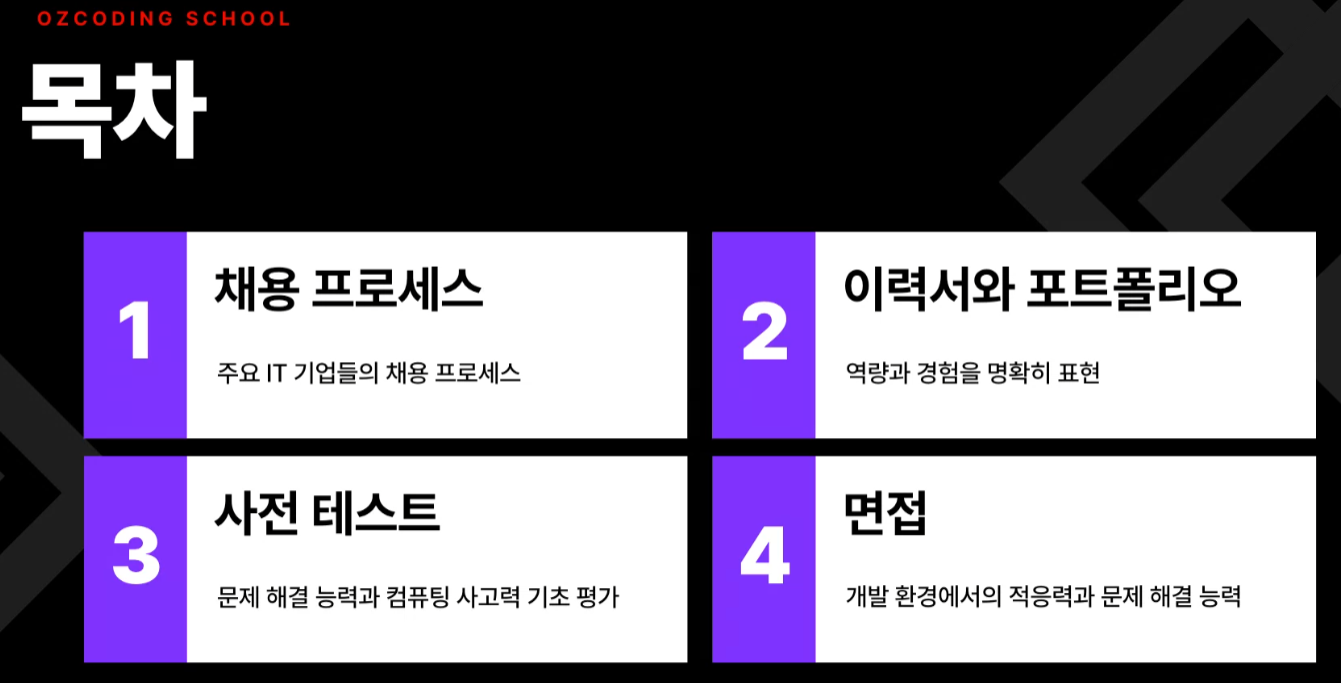 OZCODING SCHOOL
목차
1
채용 프로세스
주요 IT 기업들의 채용 프로세스
2
이력서와 포트폴리오
역량과 경험을 명확히 표현
3
사전 테스트
문제 해결 능력과 컴퓨팅 사고력 기초 평가
4
면접
개발 환경에서의 적응력과 문제 해결 능력